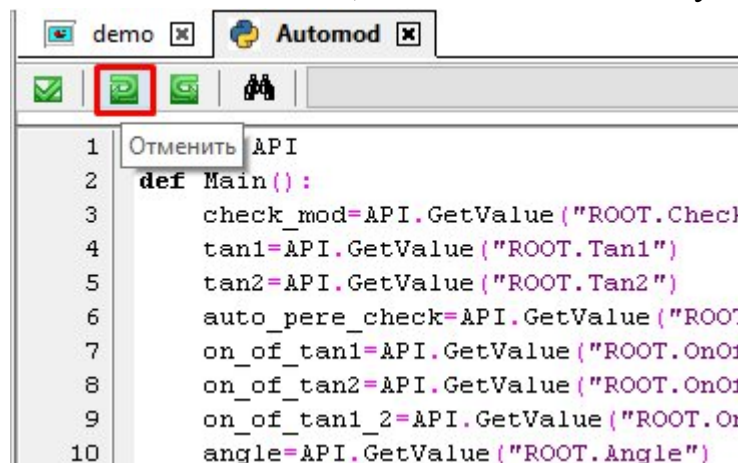 demo Automod
Отменить
1 API
2 def Main():
3 check_mod=API.GetValue("ROOT.Check
4 tan1=API.GetValue("ROOT.Tan1")
5 tan2=API.GetValue("ROOT.Tan2")
6 auto_pere_check=API.GetValue("ROOT
7 on_of_tan1=API.GetValue("ROOT.OnOf
8 on_of_tan2=API.GetValue("ROOT.OnOf
9 on_of_tan1_2=API.GetValue("ROOT.On
10 angle=API.GetValue("ROOT.Angle")